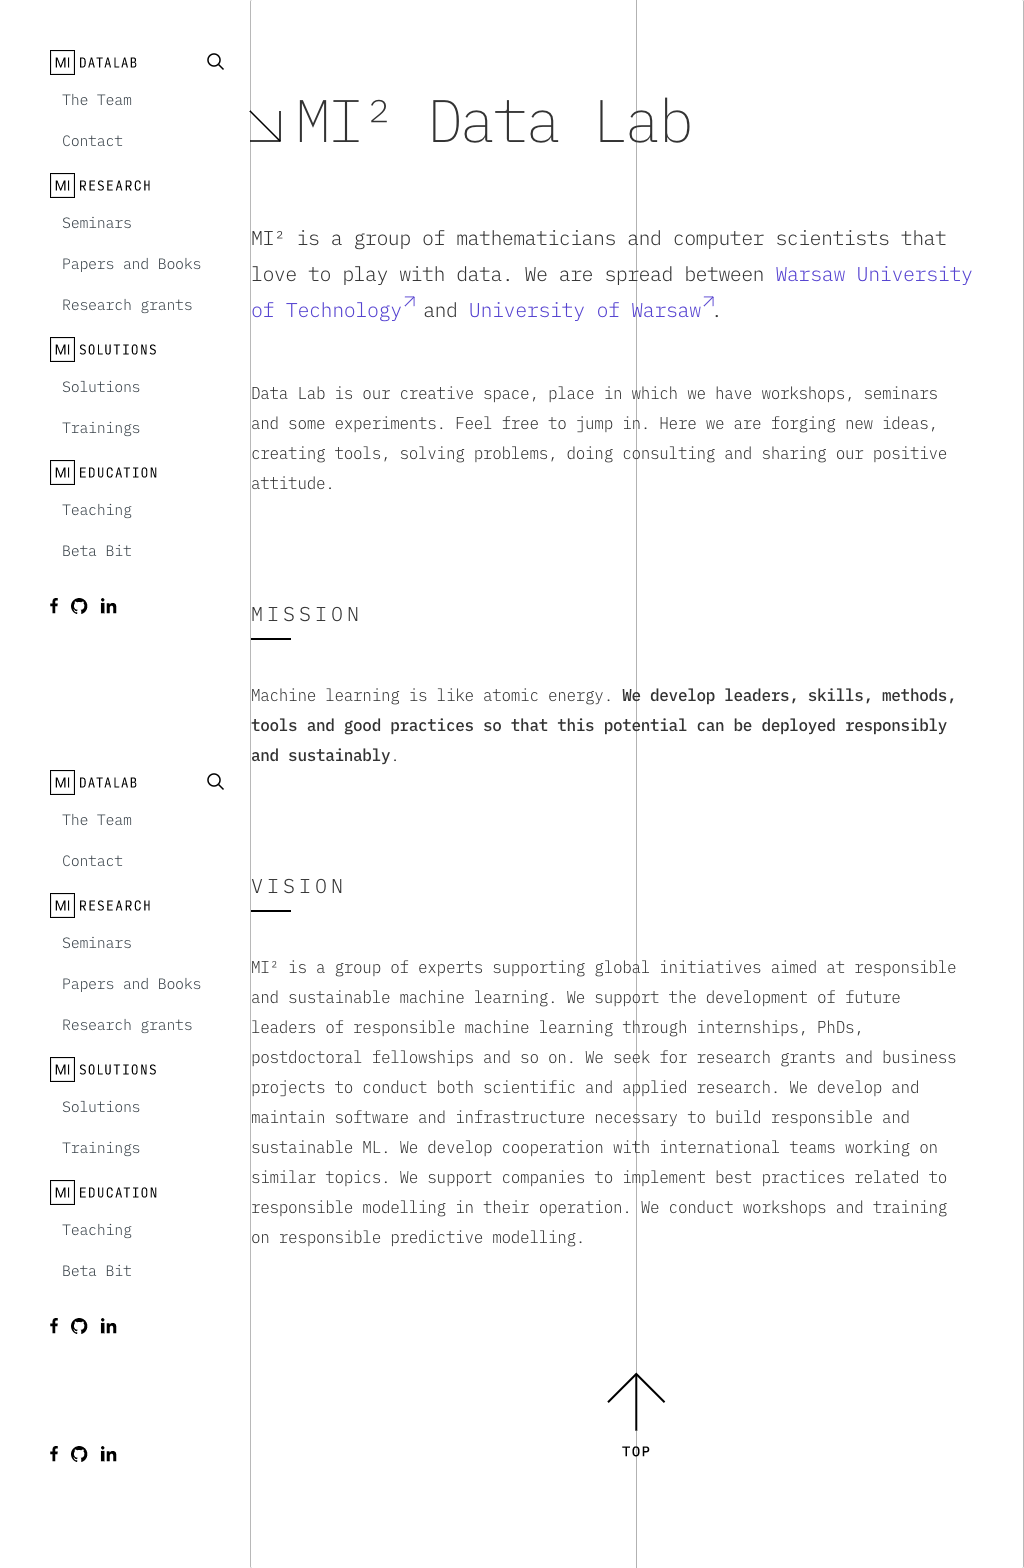 MI DATALAB
The Team
Contact
MI RESEARCH
Seminars
Papers and Books
Research grants
MI SOLUTIONS
Solutions
Trainings
MI EDUCATION
Teaching
Beta Bit
MI DATALAB
The Team
Contact
MI RESEARCH
Seminars
Papers and Books
Research grants
MI SOLUTIONS
Solutions
Trainings
MI EDUCATION
Teaching
Beta Bit
MI² Data Lab
MI² is a group of mathematicians and computer scientists that
love to play with data. We are spread between Warsaw University
of Technology and University of Warsaw.
Data Lab is our creative space, place in which we have workshops, seminars
and some experiments. Feel free to jump in. Here we are forging new ideas,
creating tools, solving problems, doing consulting and sharing our positive
attitude.
MISSION
Machine learning is like atomic energy. We develop leaders, skills, methods,
tools and good practices so that this potential can be deployed responsibly
and sustainably.
VISION
MI² is a group of experts supporting global initiatives aimed at responsible
and sustainable machine learning. We support the development of future
leaders of responsible machine learning through internships, PhDs,
postdoctoral fellowships and so on. We seek for research grants and business
projects to conduct both scientific and applied research. We develop and
maintain software and infrastructure necessary to build responsible and
sustainable ML. We develop cooperation with international teams working on
similar topics. We support companies to implement best practices related to
responsible modelling in their operation. We conduct workshops and training
on responsible predictive modelling.
TOP